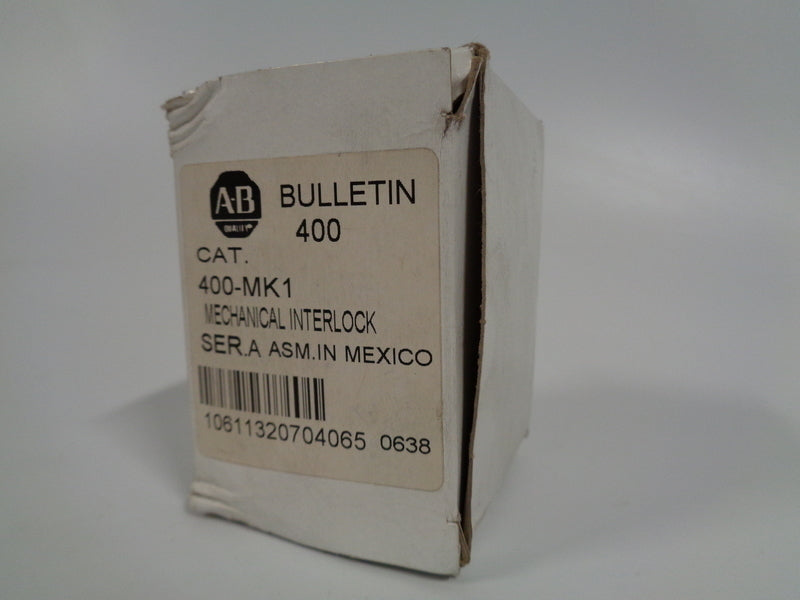 A-B
QUALITY
BULLETIN
400
CAT.
400-MK1
MECHANICAL INTERLOCK
SER.A ASM.IN MEXICO
10611320704065 0638